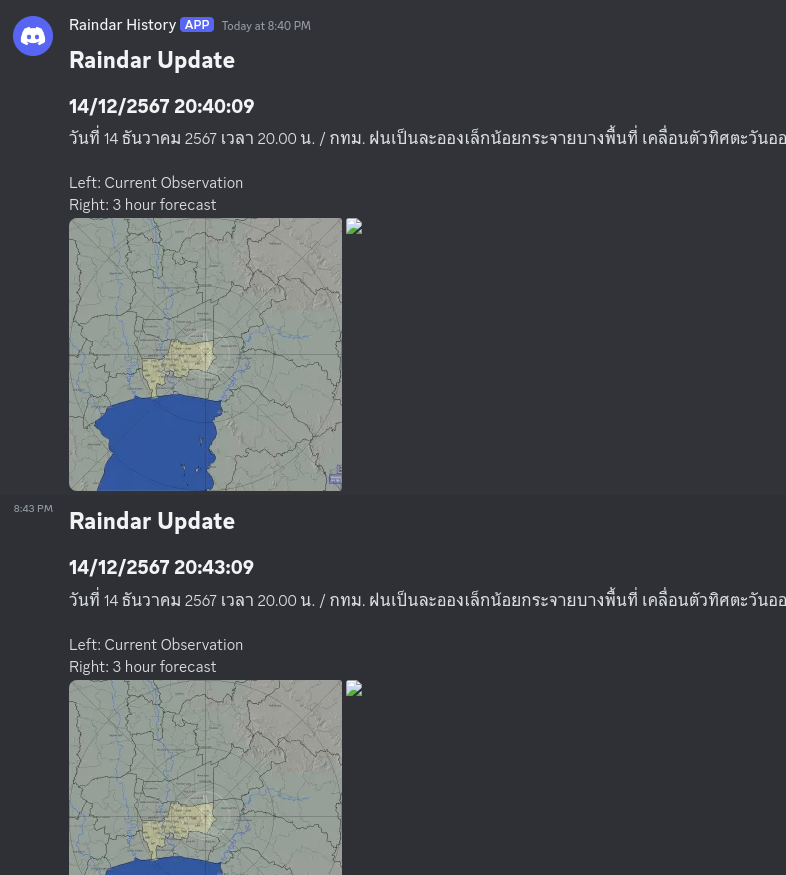 Raindar History APP Today at 8:40 PM
Raindar Update
14/12/2567 20:40:09
วันที่ 14 ธันวาคม 2567 เวลา 20.00 น. / กทม. ฝนเป็นละอองเล็กน้อยกระจายบางพื้นที่ เคลื่อนตัวทิศตะวันออ
Left: Current Observation
Right: 3 hour forecast
8:43 PM
Raindar Update
14/12/2567 20:43:09
วันที่ 14 ธันวาคม 2567 เวลา 20.00 น. / กทม. ฝนเป็นละอองเล็กน้อยกระจายบางพื้นที่ เคลื่อนตัวทิศตะวันออ
Left: Current Observation
Right: 3 hour forecast